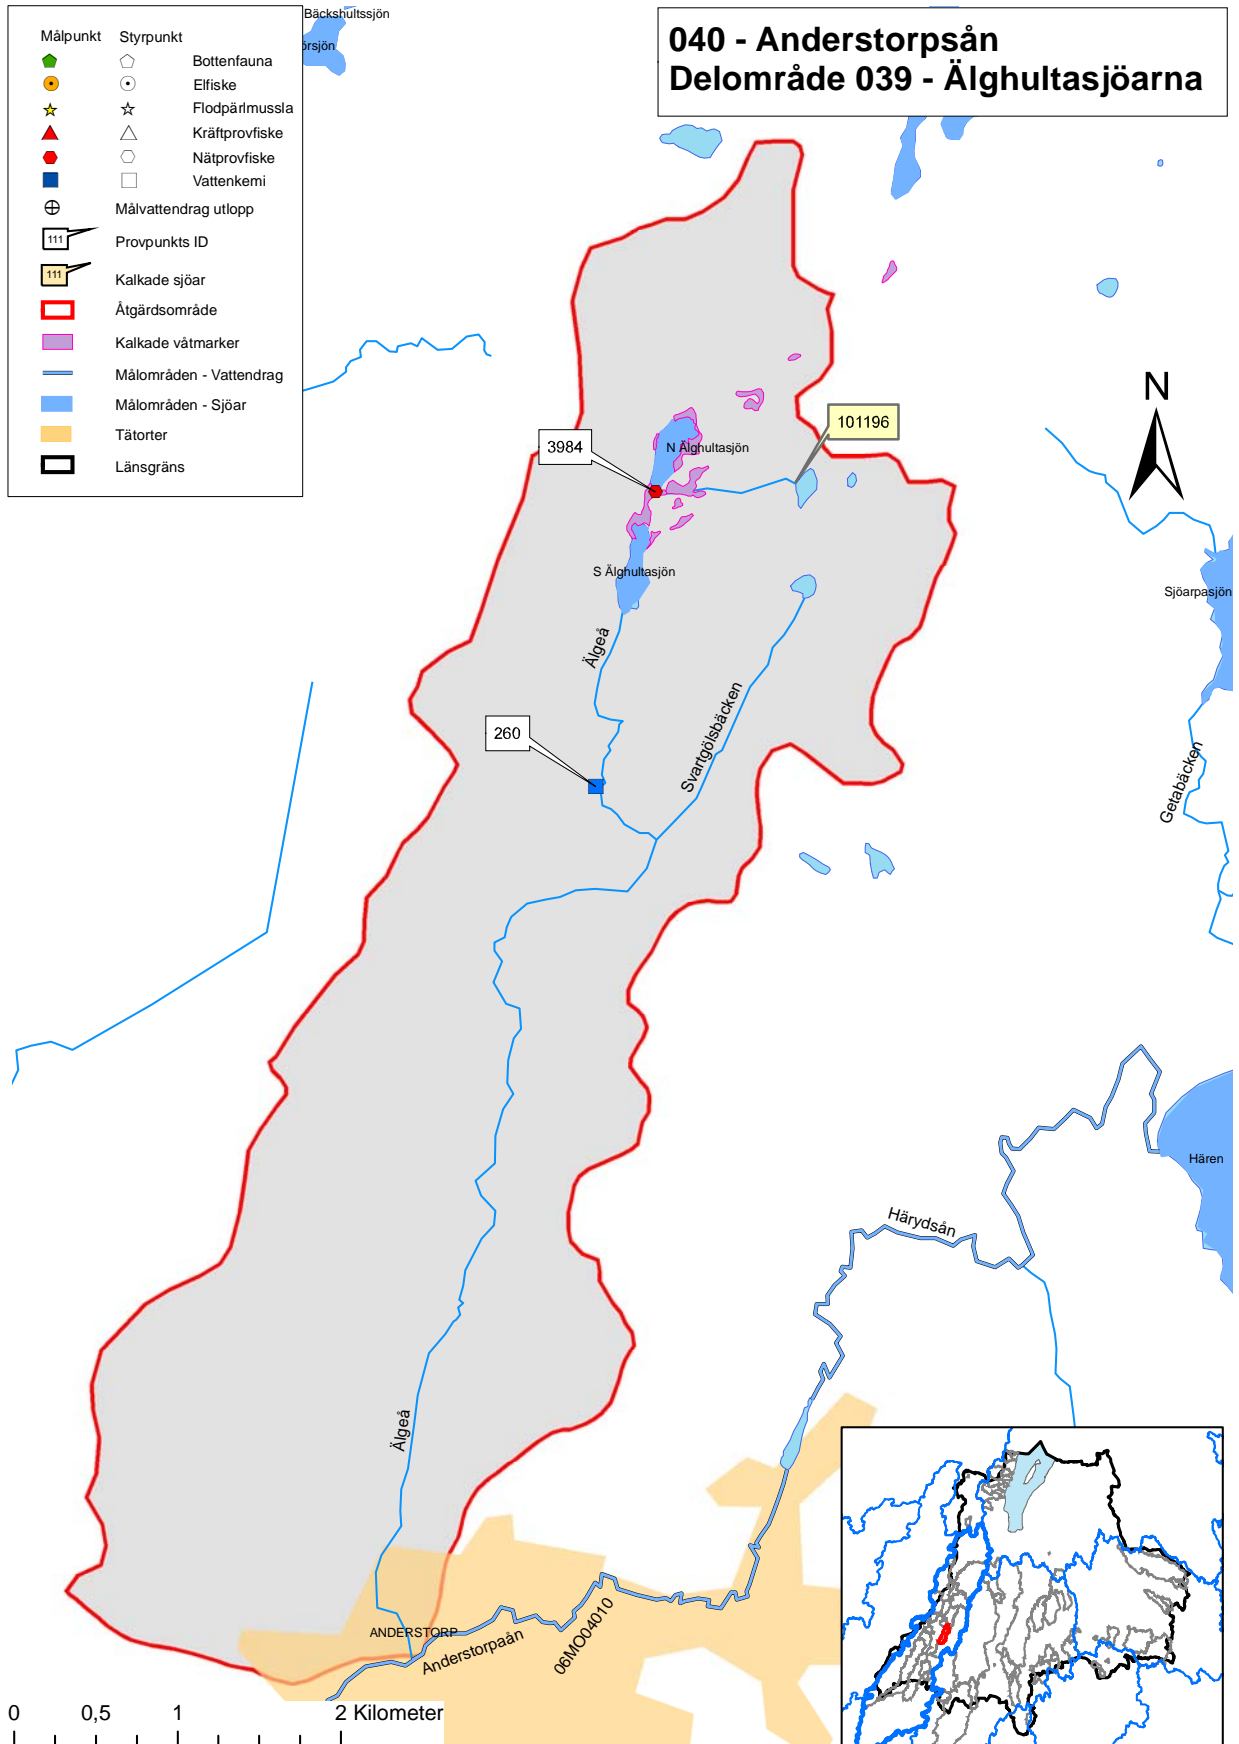 040 - Anderstorpsån
Delområde 039 - Älghultasjöarna
Målpunkt Styrpunkt
Bottenfauna
Elfiske
Flodpärlmussla
Kräftprovfiske
Nätprovfiske
Vattenkemi
Målvattendrag utlopp
111 Provpunkts ID
111 Kalkade sjöar
Åtgärdsområde
Kalkade våtmarker
Målområden - Vattendrag
Målområden - Sjöar
Tätorter
Länsgräns
Bäckshultssjön
örsjön
N
101196
3984
N Älghultasjön
S Älghultasjön
Sjöarpasjön
Älgeå
Svartgölsbäcken
260
Getabäcken
Hären
Härydsån
Älgeå
ANDERSTORP
Anderstorpaån
06MO04010
0 0,5 1 2 Kilometer